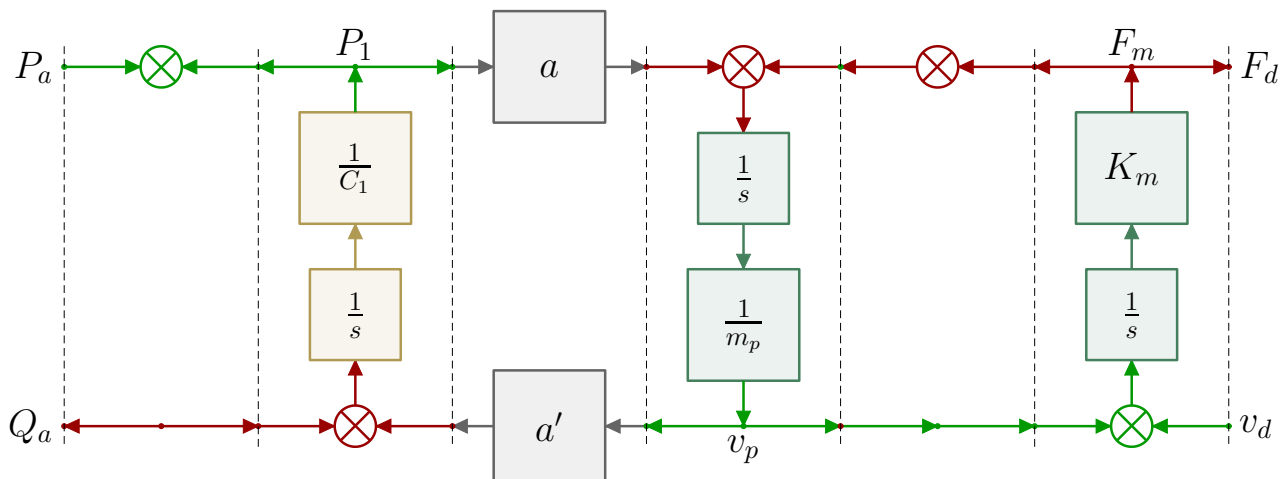 P_a P_1 a F_m F_d
1/C_1 1/s K_m
1/s 1/m_p 1/s
Q_a a′ v_p v_d